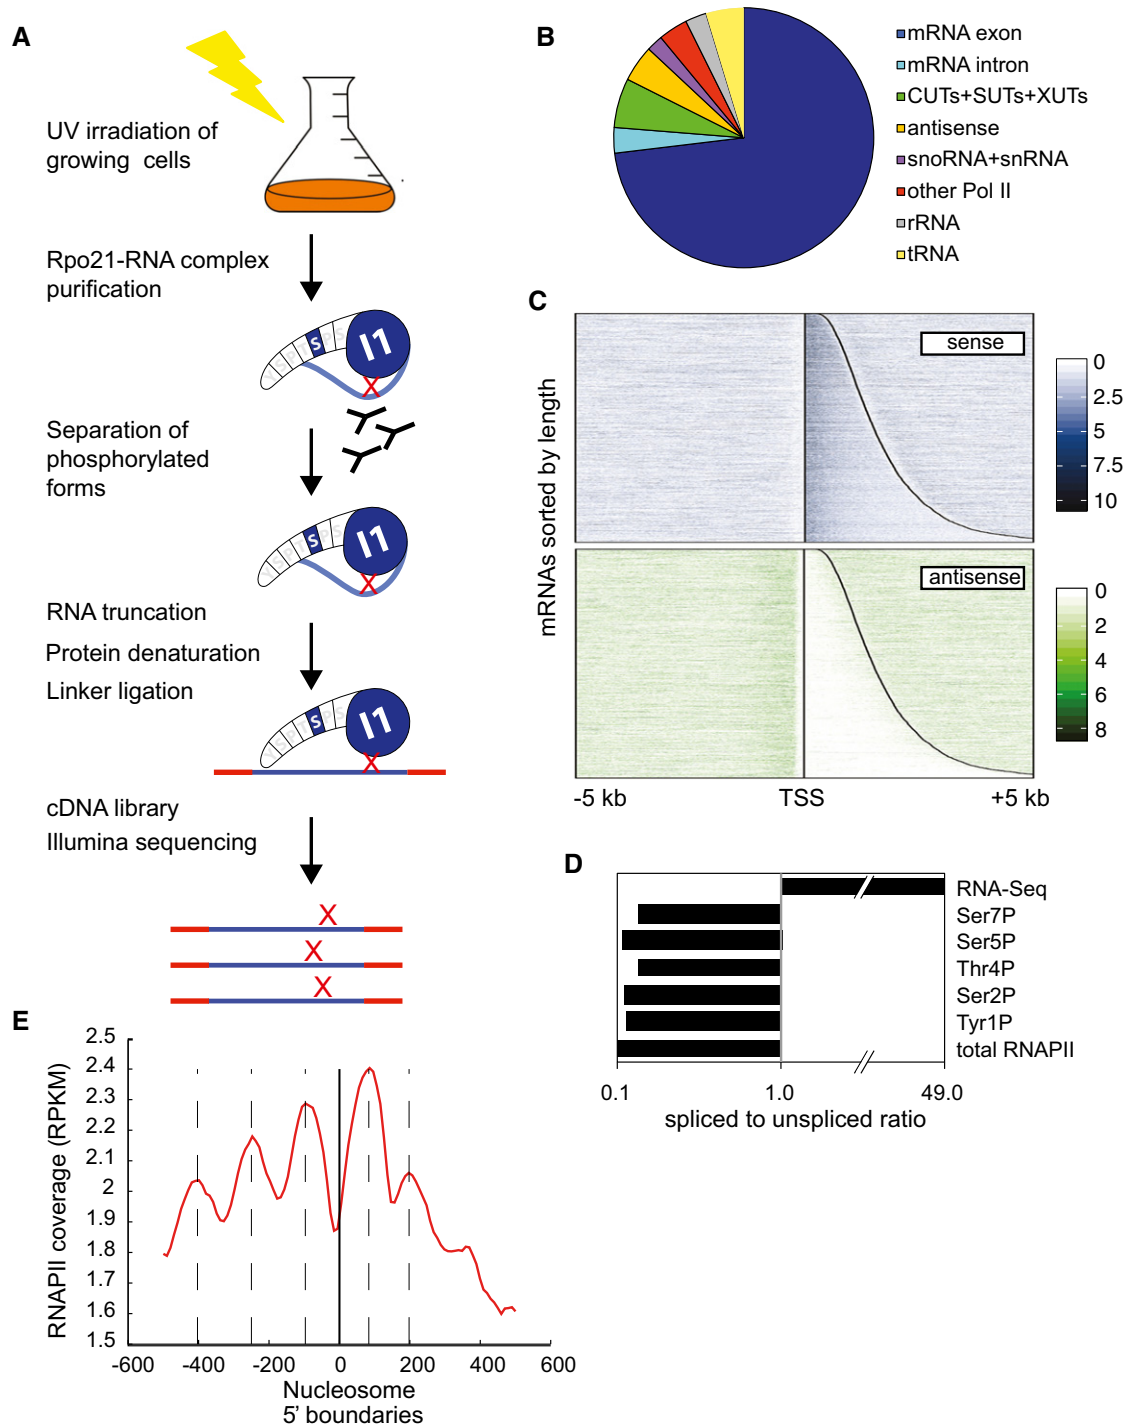 A
UV irradiation of
growing cells
Rpo21-RNA complex
purification
Y S P T S P S
I1
Separation of
phosphorylated
forms
Y S P T S P S
I1
RNA truncation
Protein denaturation
Linker ligation
Y S P T S P S
I1
cDNA library
Illumina sequencing
B
mRNA exon
mRNA intron
CUTs+SUTs+XUTs
antisense
snoRNA+snRNA
other Pol II
rRNA
tRNA
C
mRNAs sorted by length
sense
0
2.5
5
7.5
10
antisense
0
2
4
6
8
-5 kb TSS +5 kb
D
RNA-Seq
Ser7P
Ser5P
Thr4P
Ser2P
Tyr1P
total RNAPII
0.1 1.0 49.0
spliced to unspliced ratio
E
RNAPII coverage (RPKM)
2.5
2.4
2.3
2.2
2.1
2
1.9
1.8
1.7
1.6
1.5
-600 -400 -200 0 200 400 600
Nucleosome
5' boundaries